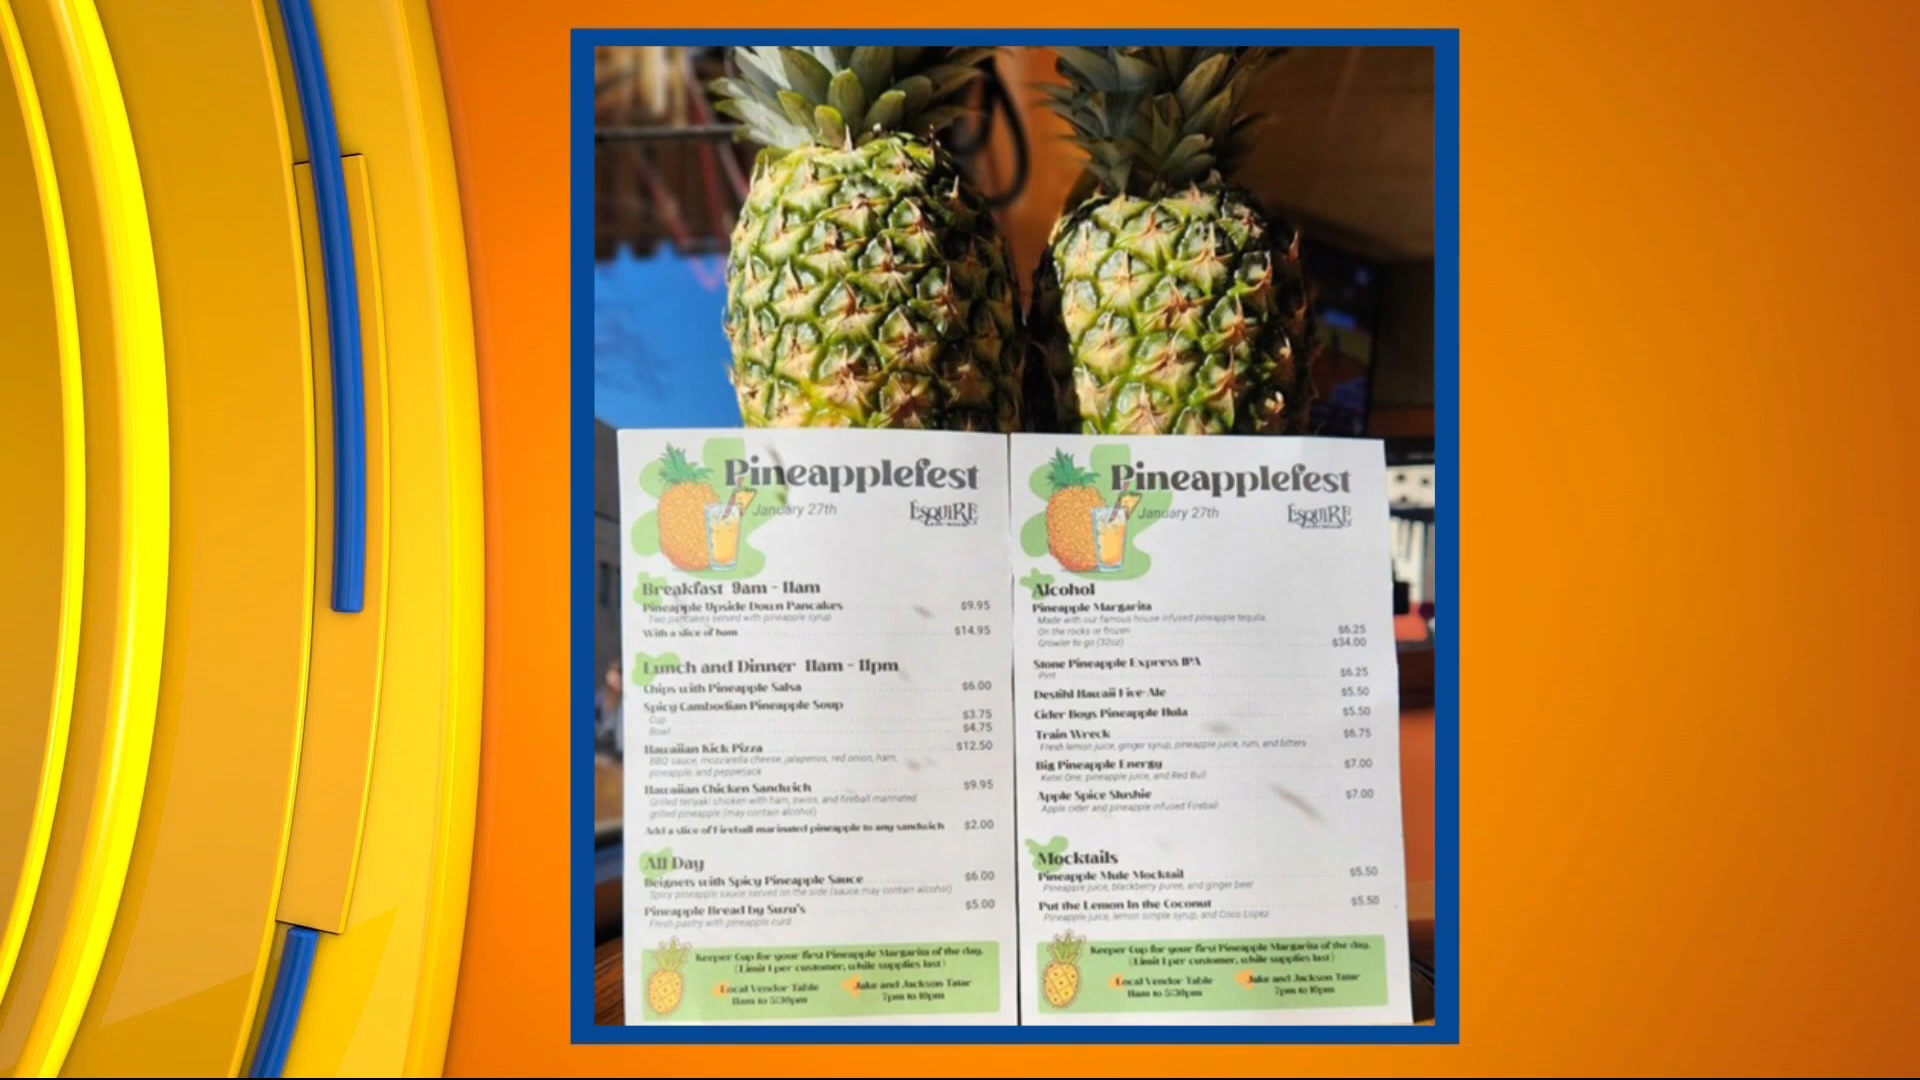 Pineapplefest
January 27th
ESQUIRE
Breakfast 9am - 11am
Pineapple Upside Down Pancakes $9.95
Two pancakes served with pineapple syrup
With a slice of ham $14.95
Lunch and Dinner 11am - 11pm
Chips with Pineapple Salsa $6.00
Spicy Cambodian Pineapple Soup
Cup $3.75
Bowl $4.75
Hawaiian Kick Pizza $12.50
BBQ sauce, mozzarella cheese, jalapenos, red onion, ham,
pineapple, and pepperjack
Hawaiian Chicken Sandwich $9.95
Grilled teriyaki chicken with ham, swiss, and fireball marinated
grilled pineapple (may contain alcohol)
Add a slice of Fireball marinated pineapple to any sandwich $2.00
All Day
Beignets with Spicy Pineapple Sauce $6.00
Spicy pineapple sauce served on the side (sauce may contain alcohol)
Pineapple Bread by Suzu's $5.00
Fresh pastry with pineapple curd
Keeper Cup for your first Pineapple Margarita of the day.
(Limit 1 per customer, while supplies last)
Local Vendor Table
11am to 5:30pm
Jake and Jackson Tatar
7pm to 10pm
Pineapplefest
January 27th
ESQUIRE
Alcohol
Pineapple Margarita
Made with our famous house infused pineapple tequila.
On the rocks or frozen $6.25
Growler to go (32oz) $34.00
Stone Pineapple Express IPA
Pint $6.25
Destihl Hawaii Five-Ale $5.50
Cider Boys Pineapple Hula $5.50
Train Wreck $6.75
Fresh lemon juice, ginger syrup, pineapple juice, rum, and bitters
Big Pineapple Energy $7.00
Ketel One, pineapple juice, and Red Bull
Apple Spice Slushie $7.00
Apple cider and pineapple infused Fireball
Mocktails
Pineapple Mule Mocktail $5.50
Pineapple juice, blackberry puree, and ginger beer
Put the Lemon In the Coconut $5.50
Pineapple juice, lemon simple syrup, and Coco Lopez
Keeper Cup for your first Pineapple Margarita of the day.
(Limit 1 per customer, while supplies last)
Local Vendor Table
11am to 5:30pm
Jake and Jackson Tatar
7pm to 10pm